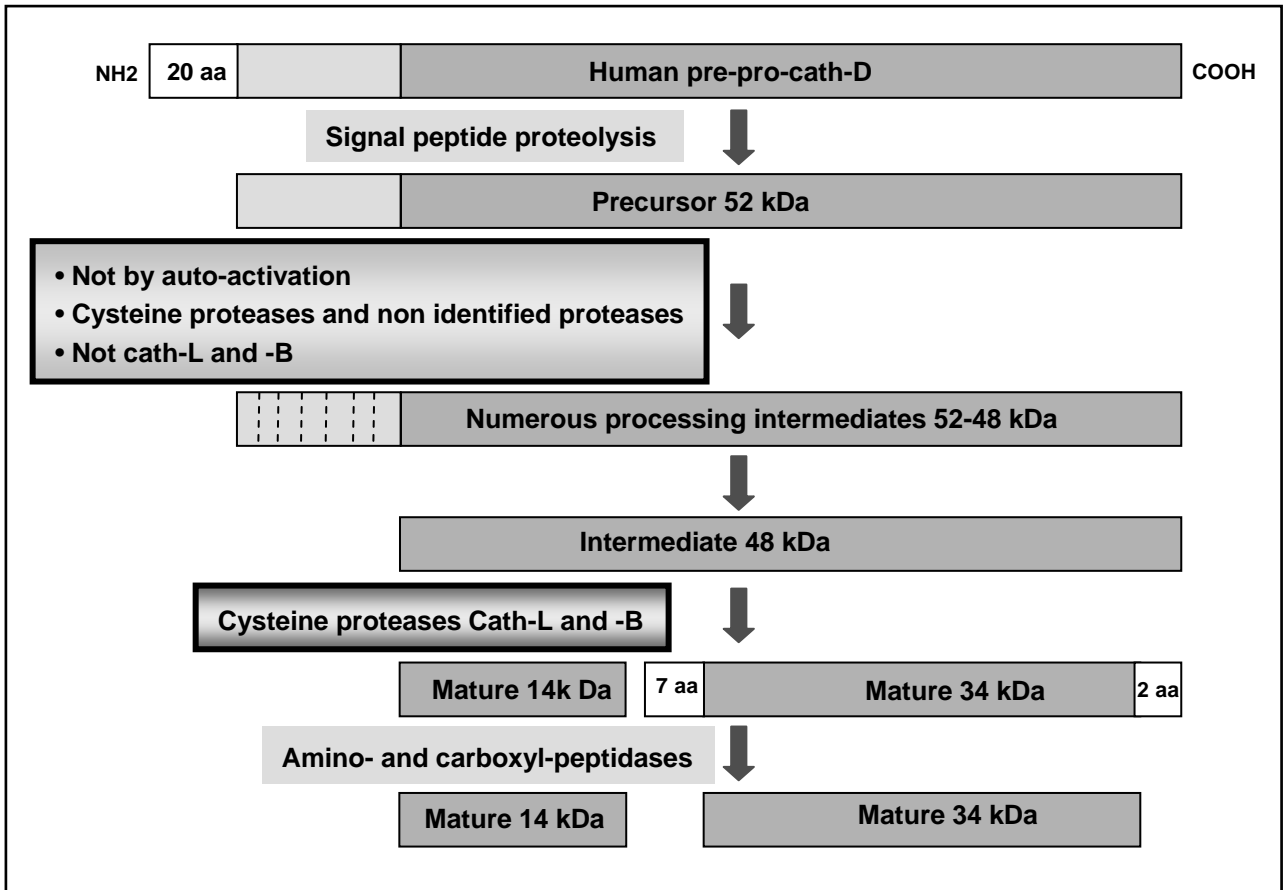 NH2 20 aa Human pre-pro-cath-D COOH
Signal peptide proteolysis
Precursor 52 kDa
• Not by auto-activation
• Cysteine proteases and non identified proteases
• Not cath-L and -B
Numerous processing intermediates 52-48 kDa
Intermediate 48 kDa
Cysteine proteases Cath-L and -B
Mature 14k Da 7 aa Mature 34 kDa 2 aa
Amino- and carboxyl-peptidases
Mature 14 kDa Mature 34 kDa